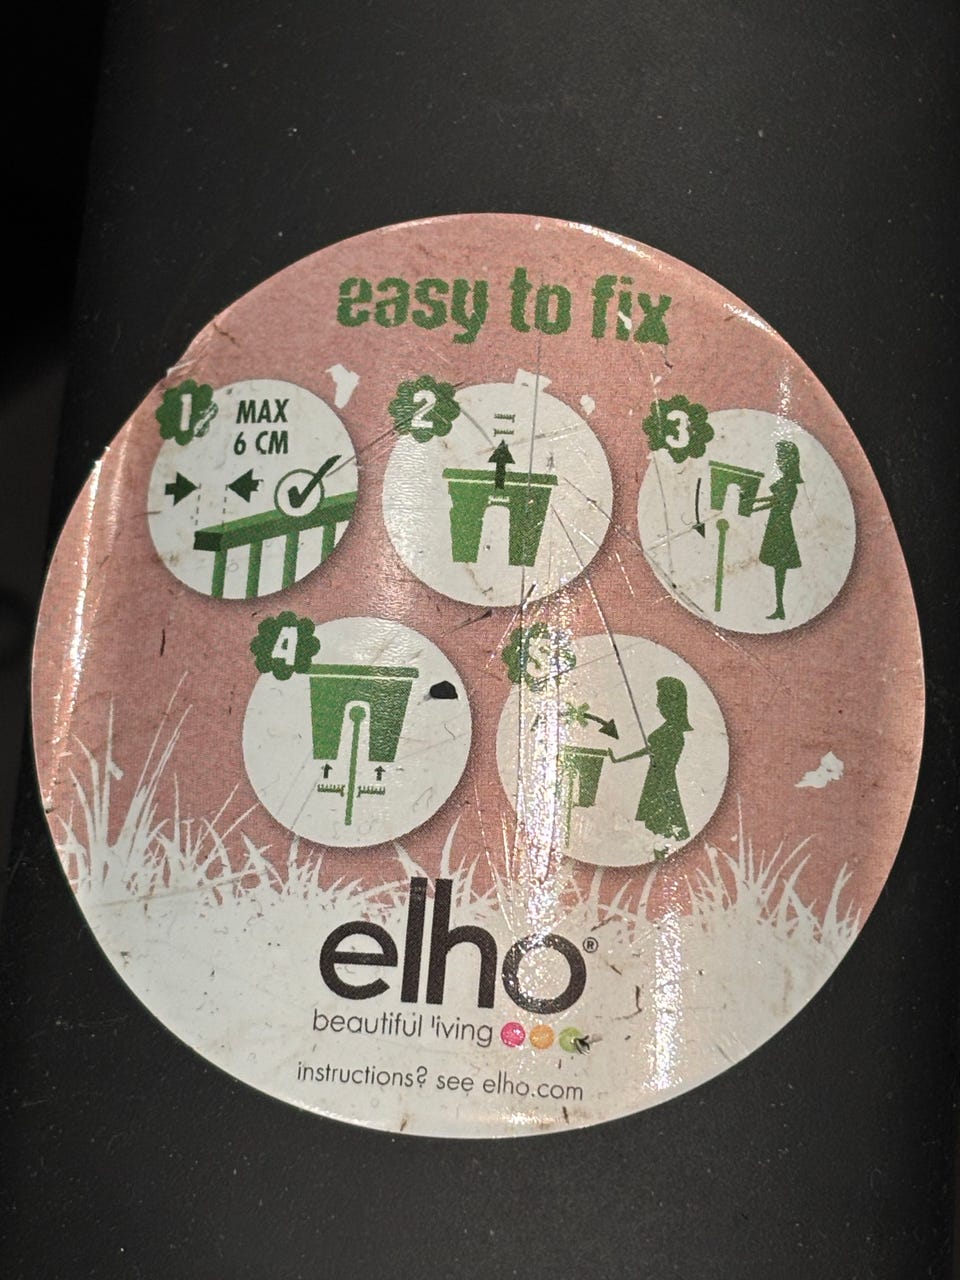 easy to fix
1
MAX
6 CM
2
3
4
5
elho®
beautiful living
instructions? see elho.com